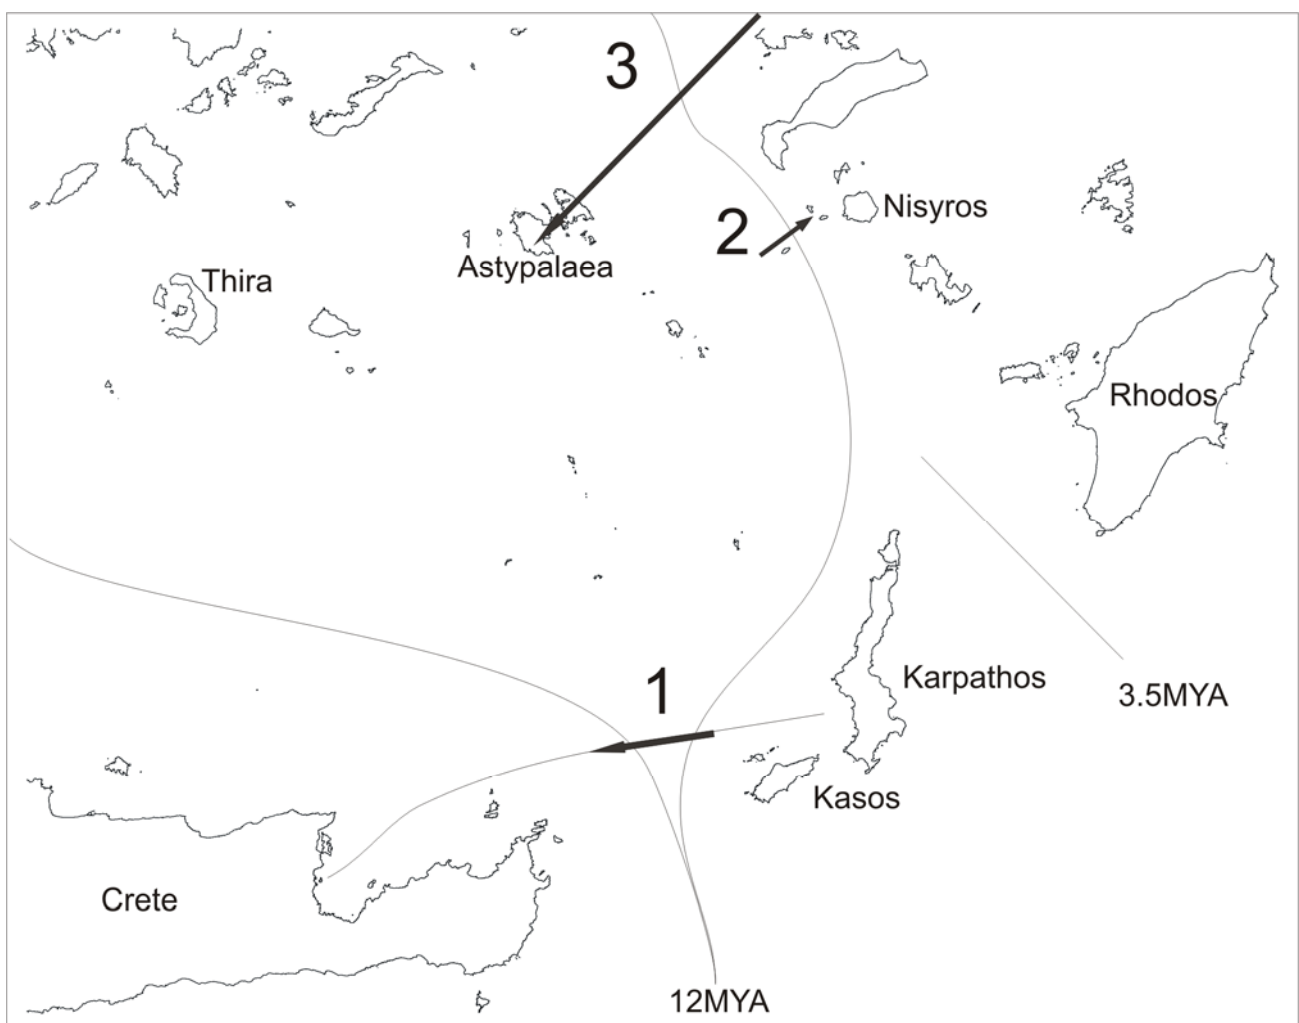 3
Nisyros
2
Astypalaea
Thira
Rhodos
1
Karpathos
3.5MYA
Kasos
Crete
12MYA